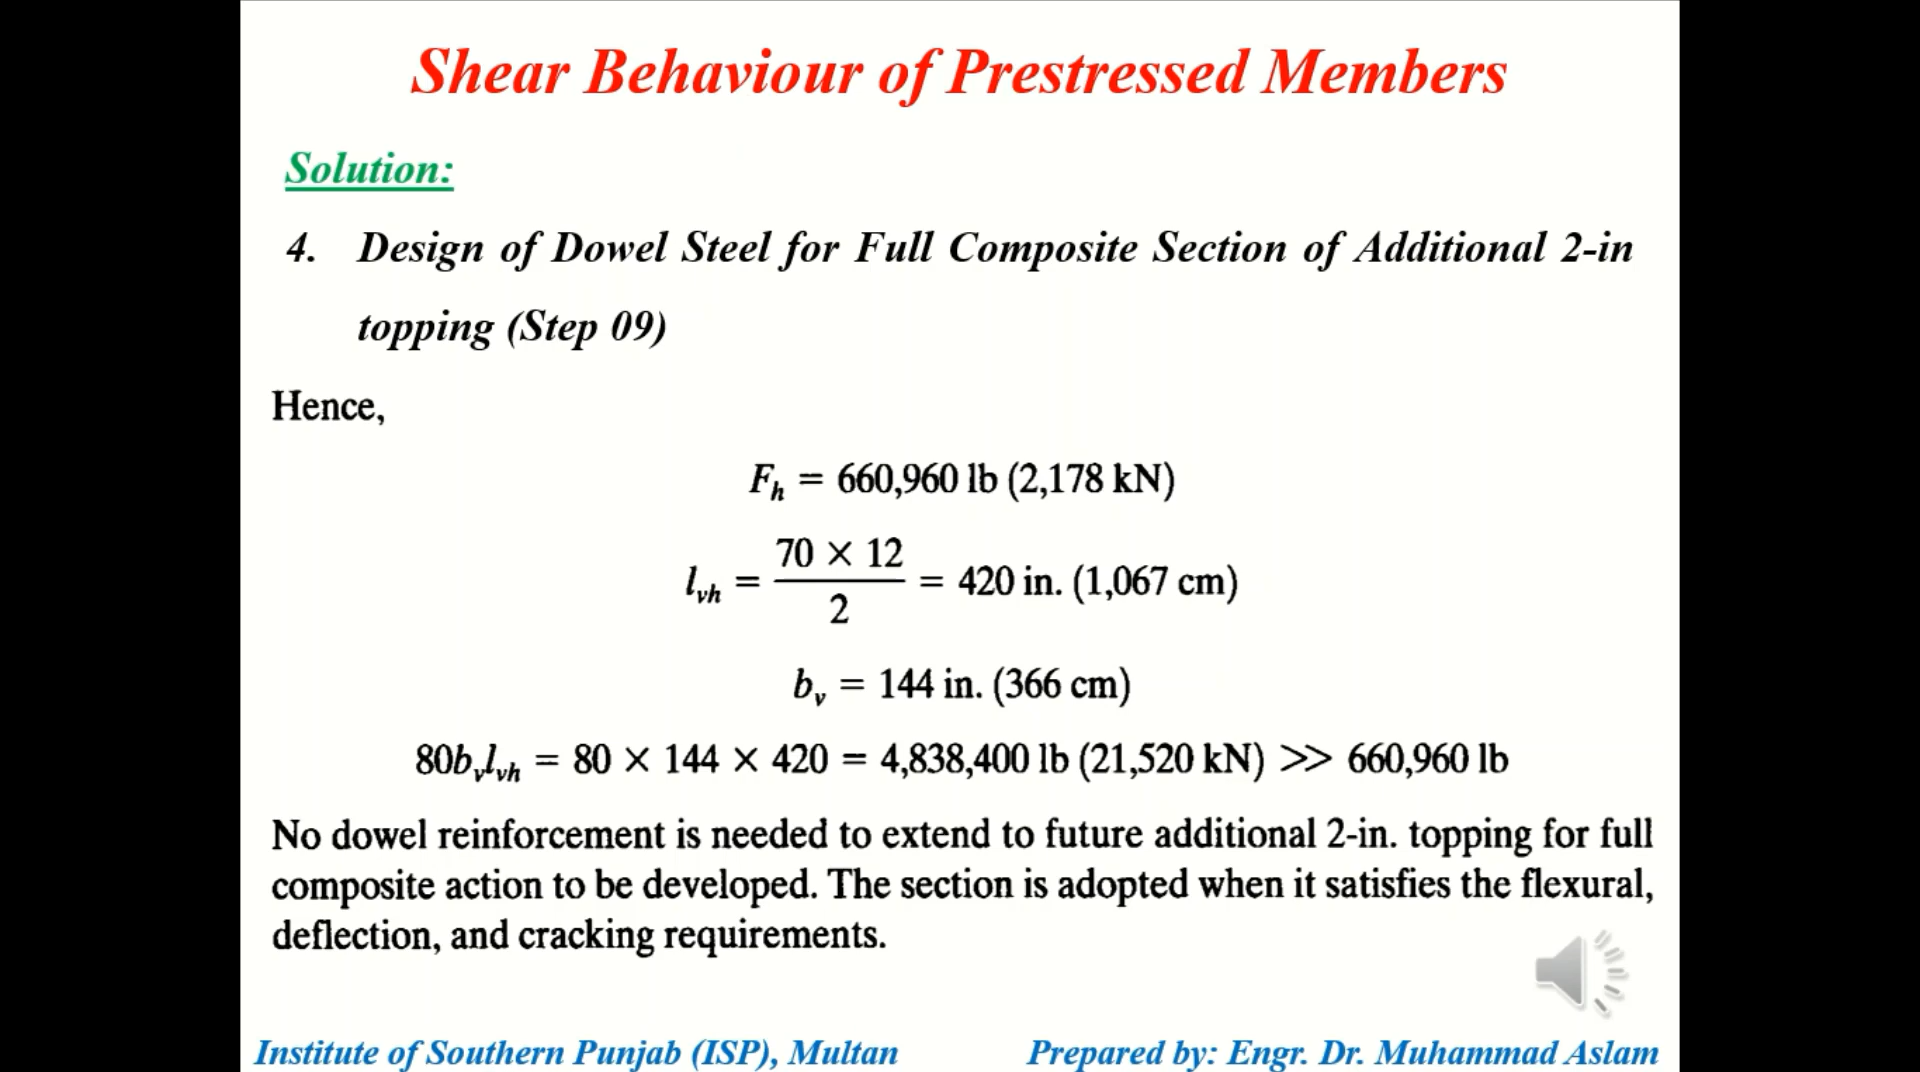 Shear Behaviour of Prestressed Members
Solution:
4. Design of Dowel Steel for Full Composite Section of Additional 2-in
topping (Step 09)
Hence,
Fₕ = 660,960 lb (2,178 kN)
lᵥₕ = (70 × 12)/2 = 420 in. (1,067 cm)
bᵥ = 144 in. (366 cm)
80bᵥlᵥₕ = 80 × 144 × 420 = 4,838,400 lb (21,520 kN) >> 660,960 lb
No dowel reinforcement is needed to extend to future additional 2-in. topping for full
composite action to be developed. The section is adopted when it satisfies the flexural,
deflection, and cracking requirements.
Institute of Southern Punjab (ISP), Multan Prepared by: Engr. Dr. Muhammad Aslam